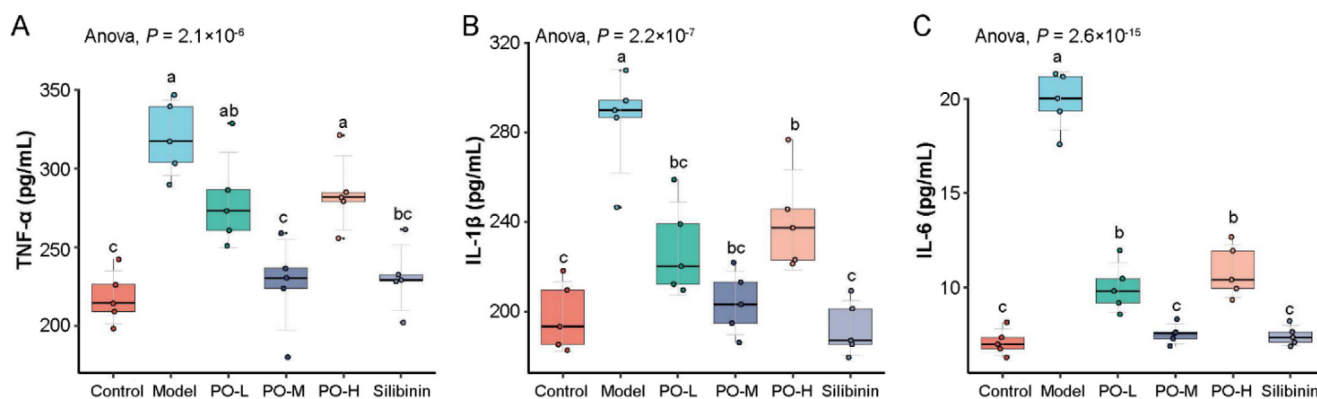 A
Anova, P = 2.1×10⁻⁶
TNF-α (pg/mL)
350
300
250
200
c
a
ab
c
a
bc
Control Model PO-L PO-M PO-H Silibinin
B
Anova, P = 2.2×10⁻⁷
IL-1β (pg/mL)
320
280
240
200
c
a
bc
bc
b
c
Control Model PO-L PO-M PO-H Silibinin
C
Anova, P = 2.6×10⁻¹⁵
IL-6 (pg/mL)
20
15
10
c
a
b
c
b
c
Control Model PO-L PO-M PO-H Silibinin